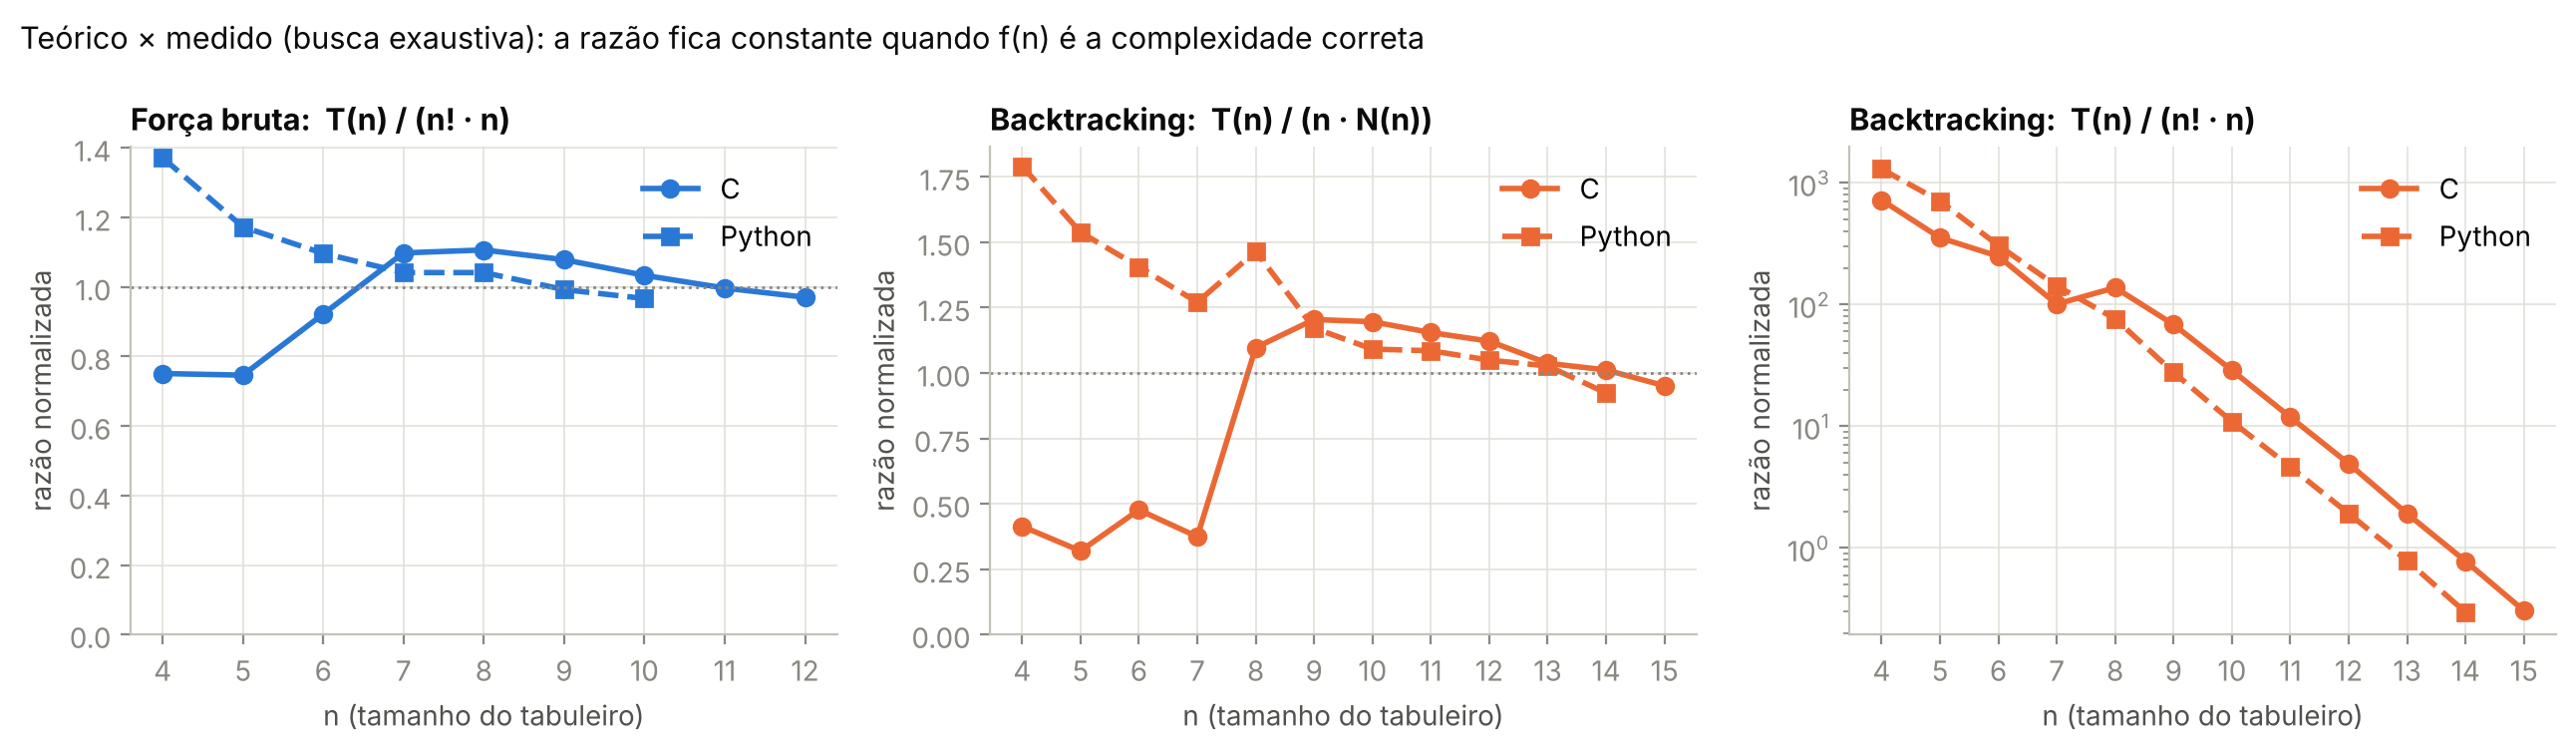 Teórico × medido (busca exaustiva): a razão fica constante quando f(n) é a complexidade correta
Força bruta: T(n) / (n! · n)
1.4
1.2
1.0
0.8
0.6
0.4
0.2
0.0
razão normalizada
C
Python
4 5 6 7 8 9 10 11 12
n (tamanho do tabuleiro)
Backtracking: T(n) / (n · N(n))
1.75
1.50
1.25
1.00
0.75
0.50
0.25
0.00
razão normalizada
C
Python
4 5 6 7 8 9 10 11 12 13 14 15
n (tamanho do tabuleiro)
Backtracking: T(n) / (n! · n)
10³
10²
10¹
10⁰
razão normalizada
C
Python
4 5 6 7 8 9 10 11 12 13 14 15
n (tamanho do tabuleiro)